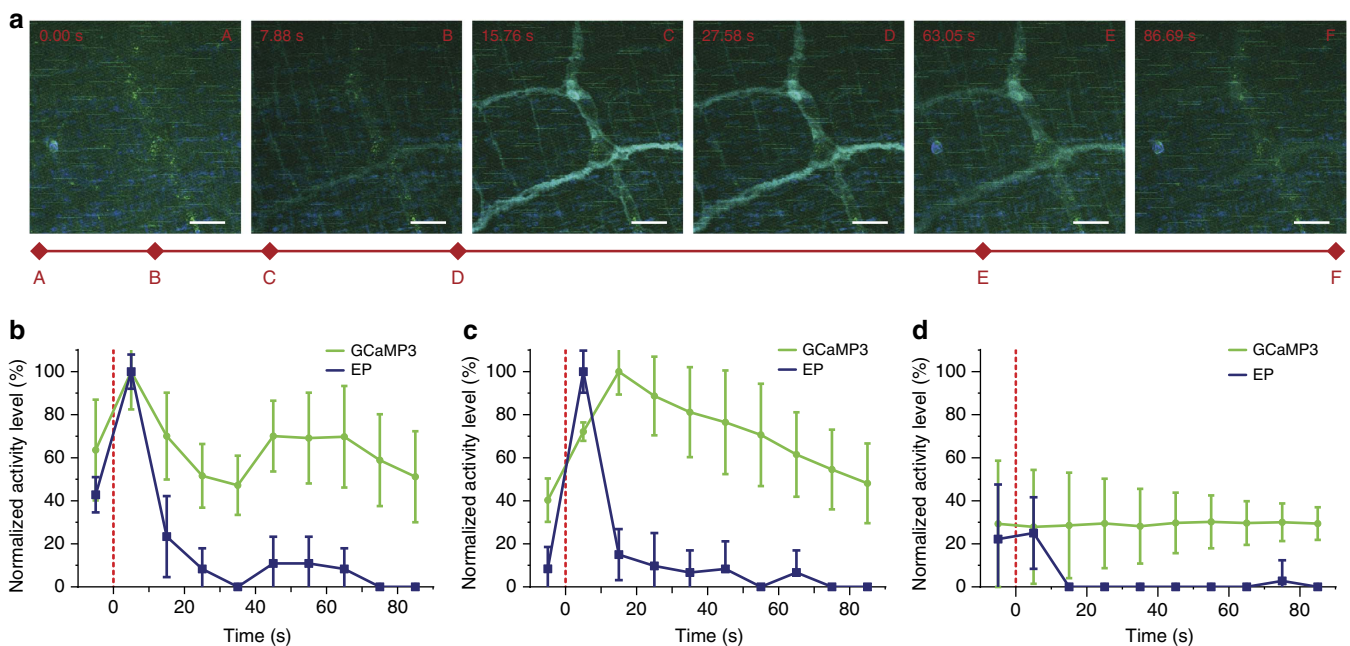 a
0.00 s A
7.88 s B
15.76 s C
27.58 s D
63.05 s E
86.69 s F
A B C D E F
b
Normalized activity level (%)
100
80
60
40
20
0
GCaMP3
EP
0 20 40 60 80
Time (s)
c
Normalized activity level (%)
100
80
60
40
20
0
GCaMP3
EP
0 20 40 60 80
Time (s)
d
Normalized activity level (%)
100
80
60
40
20
0
GCaMP3
EP
0 20 40 60 80
Time (s)